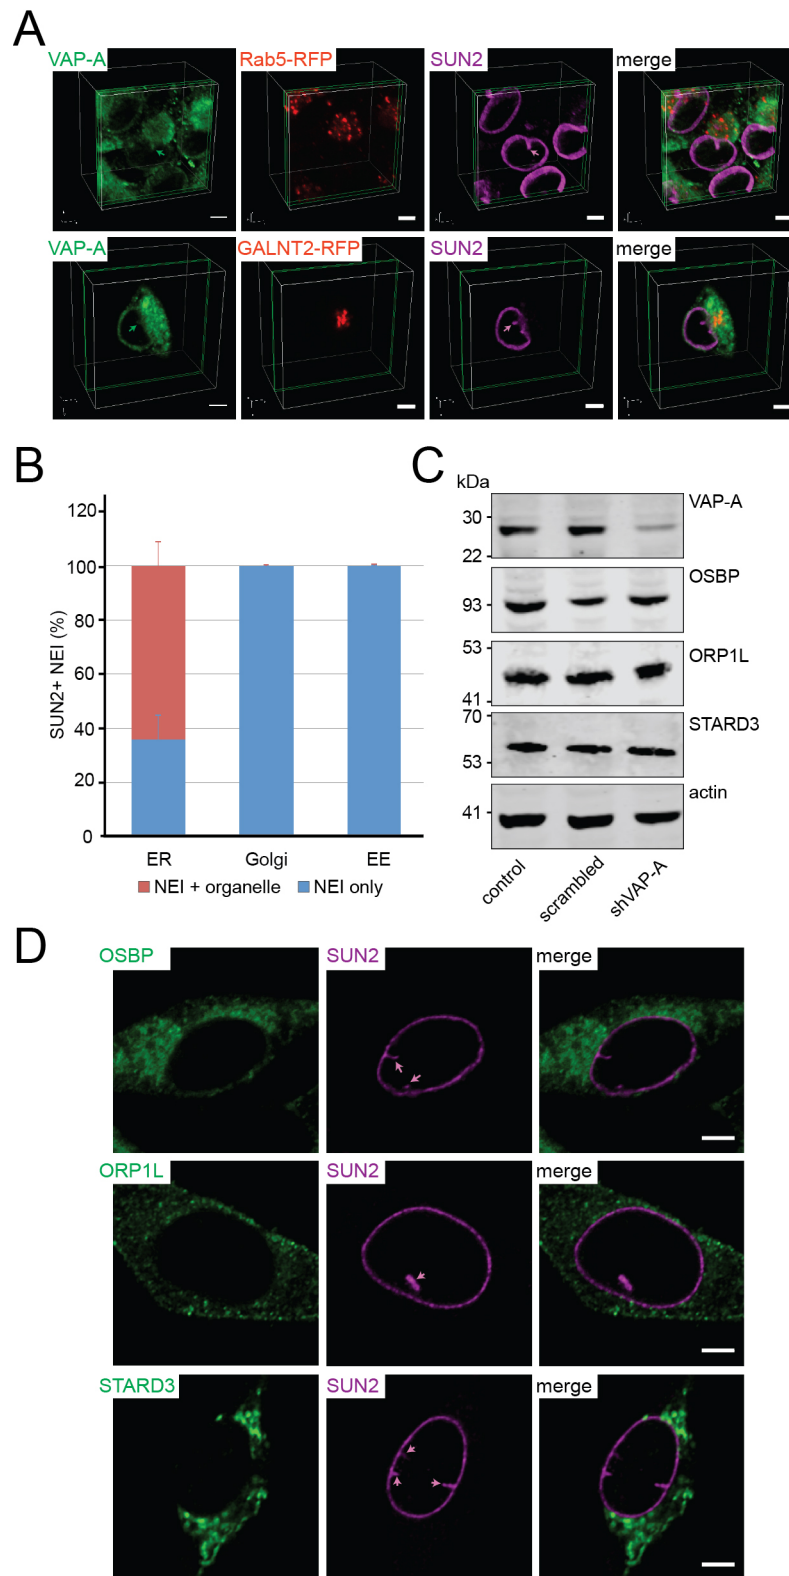 A
VAP-A Rab5-RFP SUN2 merge
VAP-A GALNT2-RFP SUN2 merge
B
120
100
80
60
40
20
0
SUN2+ NEI (%)
ER Golgi EE
NEI + organelle NEI only
C
kDa
VAP-A
30
22
OSBP
93
53
ORP1L
41
70
STARD3
53
actin
41
control scrambled shVAP-A
D
OSBP SUN2 merge
ORP1L SUN2 merge
STARD3 SUN2 merge